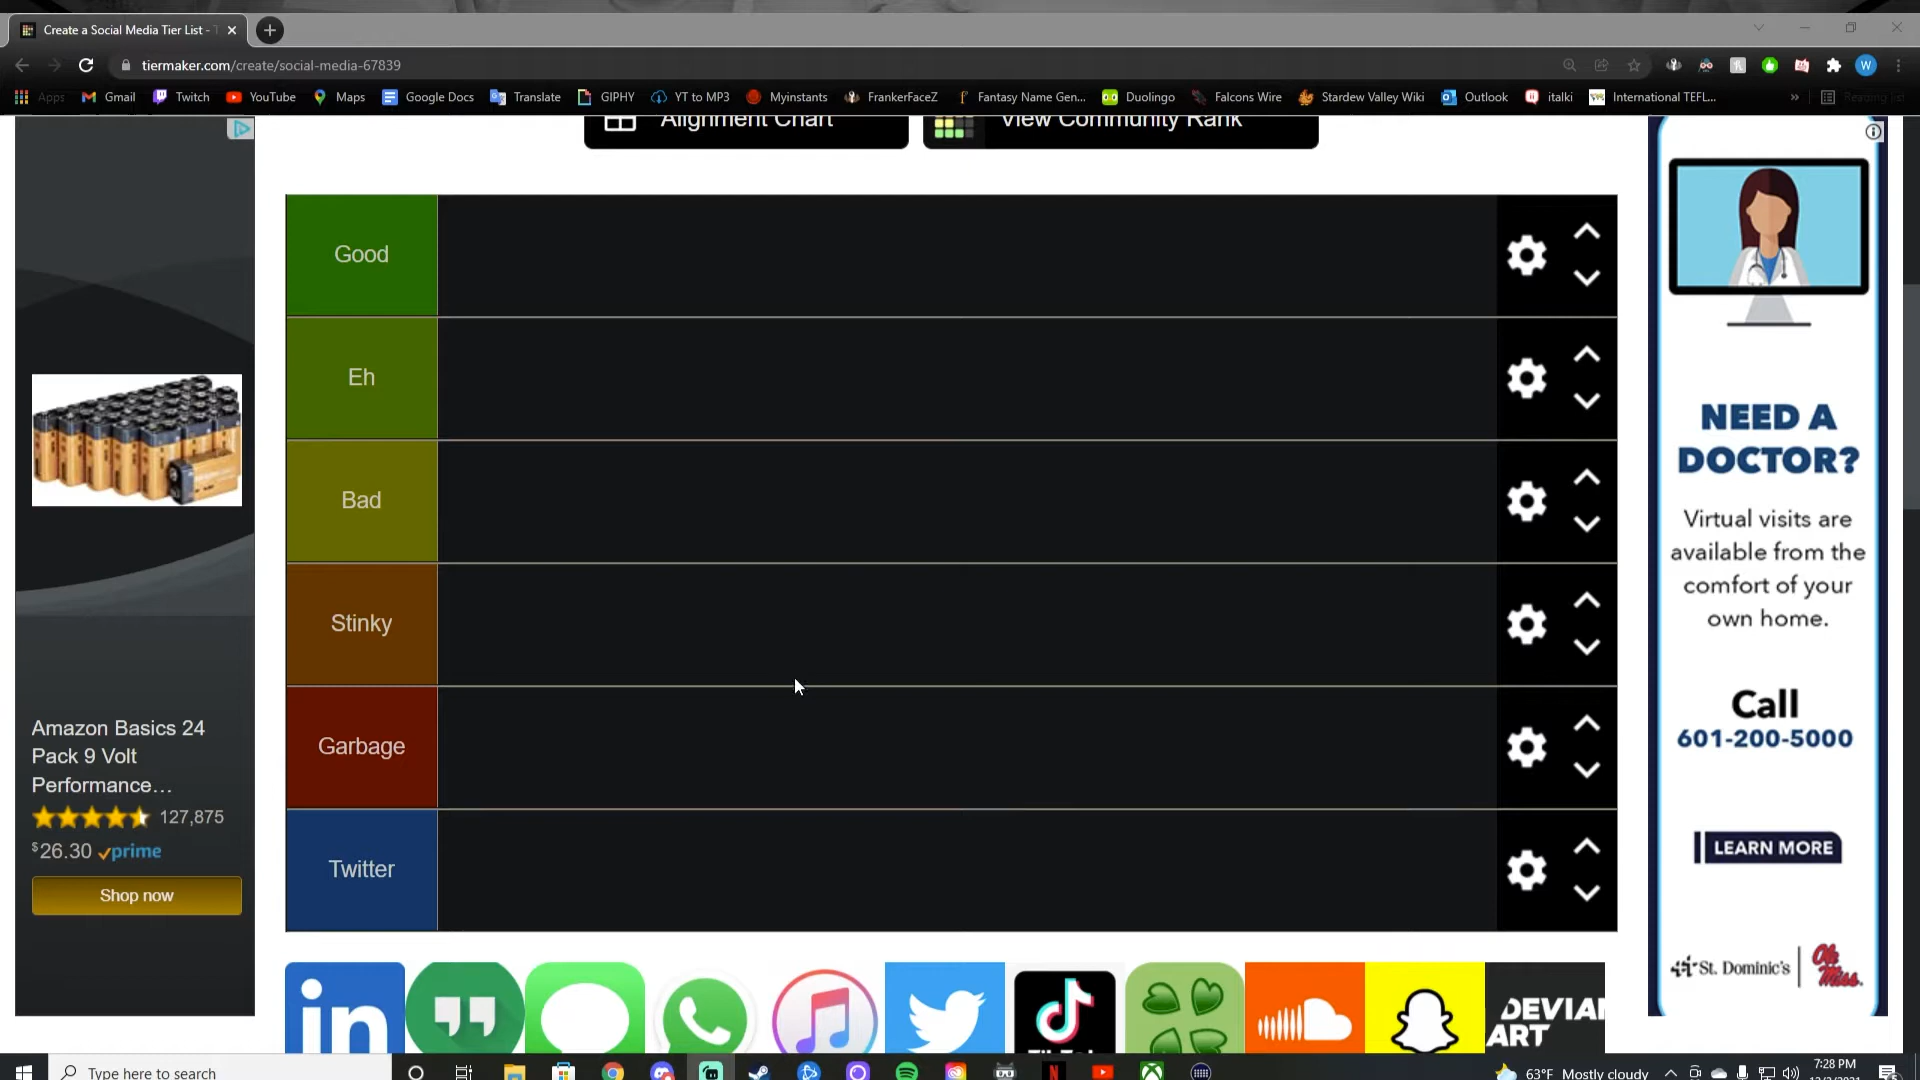 Create a Social Media Tier List -
tiermaker.com/create/social-media-67839
W
Apps Gmail Twitch YouTube Maps Google Docs Translate GIPHY YT to MP3 Myinstants FrankerFaceZ Fantasy Name Gen... Duolingo Falcons Wire Stardew Valley Wiki Outlook italki International TEFL... » Reading list
Alignment Chart
View Community Rank
Good
Eh
Bad
Stinky
Garbage
Twitter
Amazon Basics 24
Pack 9 Volt
Performance...
127,875
$26.30 prime
Shop now
NEED A
DOCTOR?
Virtual visits are
available from the
comfort of your
own home.
Call
601-200-5000
LEARN MORE
St. Dominic's
Ole
Miss
in
DEVIAN
ART
Type here to search
63°F Mostly cloudy
7:28 PM